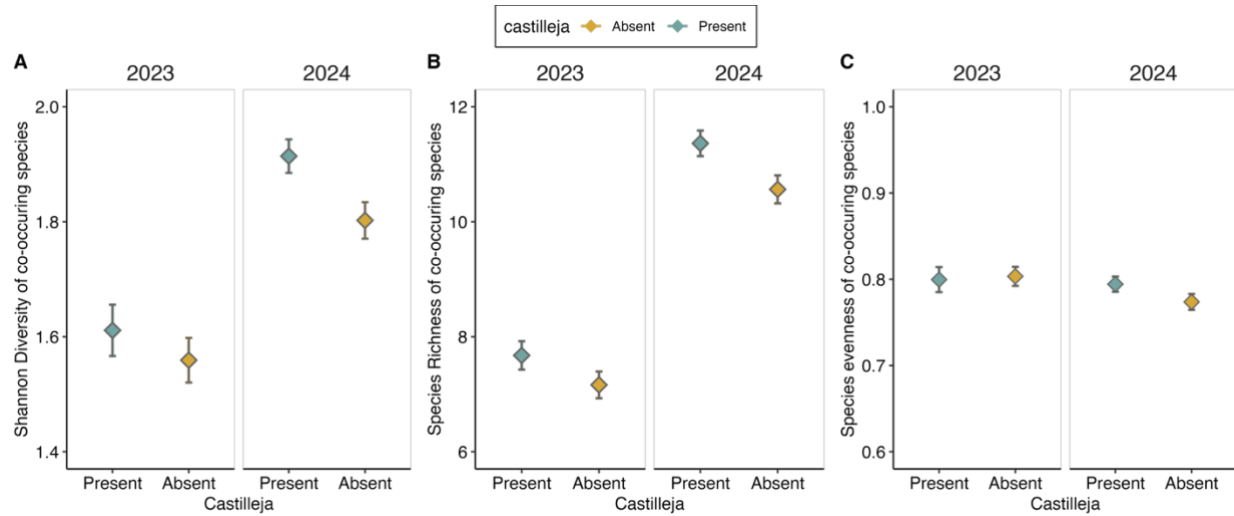 castilleja Absent Present
A
2023 2024
Shannon Diversity of co-occuring species
2.0
1.8
1.6
1.4
Present Absent Present Absent
Castilleja
B
2023 2024
Species Richness of co-occuring species
12
10
8
6
Present Absent Present Absent
Castilleja
C
2023 2024
Species evenness of co-occuring species
1.0
0.9
0.8
0.7
0.6
Present Absent Present Absent
Castilleja